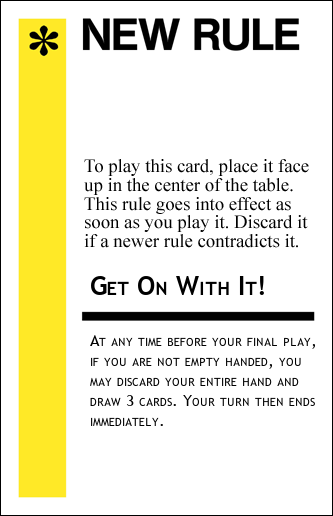 * NEW RULE
To play this card, place it face
up in the center of the table.
This rule goes into effect as
soon as you play it. Discard it
if a newer rule contradicts it.
GET ON WITH IT!
AT ANY TIME BEFORE YOUR FINAL PLAY,
IF YOU ARE NOT EMPTY HANDED, YOU
MAY DISCARD YOUR ENTIRE HAND AND
DRAW 3 CARDS. YOUR TURN THEN ENDS
IMMEDIATELY.